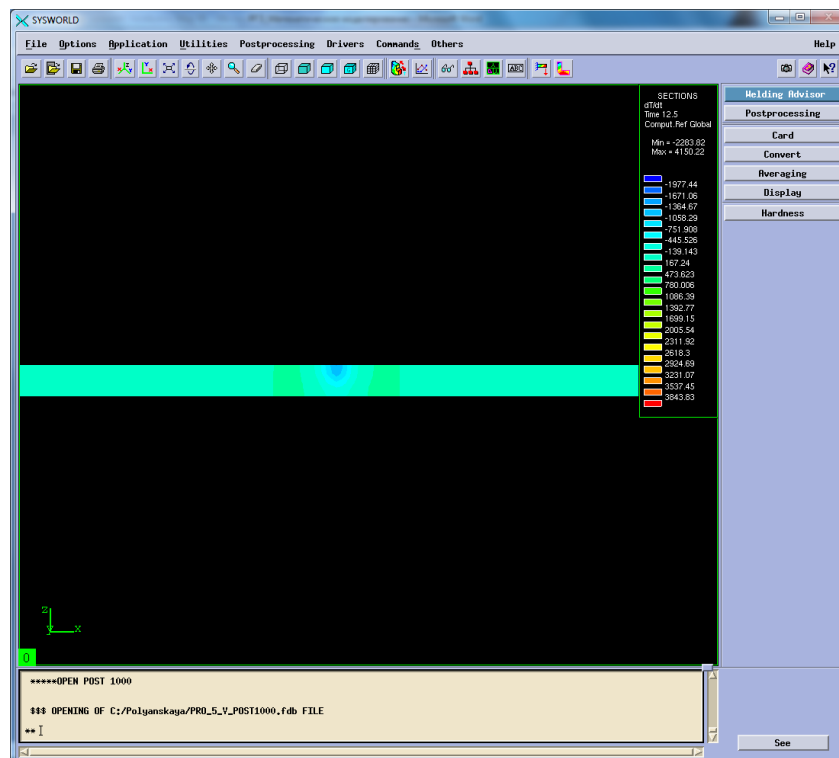 SYSWORLD
File Options Application Utilities Postprocessing Drivers Commands Others Help
ABC
Welding Advisor
Postprocessing
Card
Convert
Averaging
Display
Hardness
SECTIONS
dT/dt
Time 12.5
Comput.Ref Global
Min = -2283.82
Max = 4150.22
-1977.44
-1671.06
-1364.67
-1058.29
-751.908
-445.526
-139.143
167.24
473.623
780.006
1086.39
1392.77
1699.15
2005.54
2311.92
2618.3
2924.69
3231.07
3537.45
3843.83
Z
X
0
*****OPEN POST 1000
$$$ OPENING OF C:/Polyanskaya/PRO_5_V_POST1000.fdb FILE
**
See